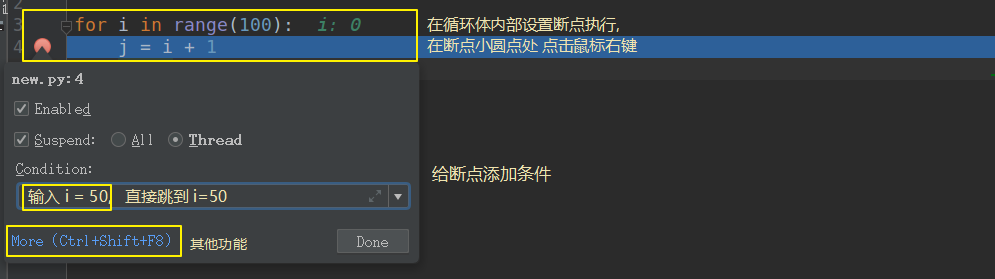 3 for i in range(100): i: 0 在循环体内部设置断点执行,
4 j = i + 1 在断点小圆点处 点击鼠标右键
new.py:4
Enabled
Suspend: All Thread
Condition:
给断点添加条件
输入 i = 50, 直接跳到 i=50
More (Ctrl+Shift+F8) 其他功能 Done